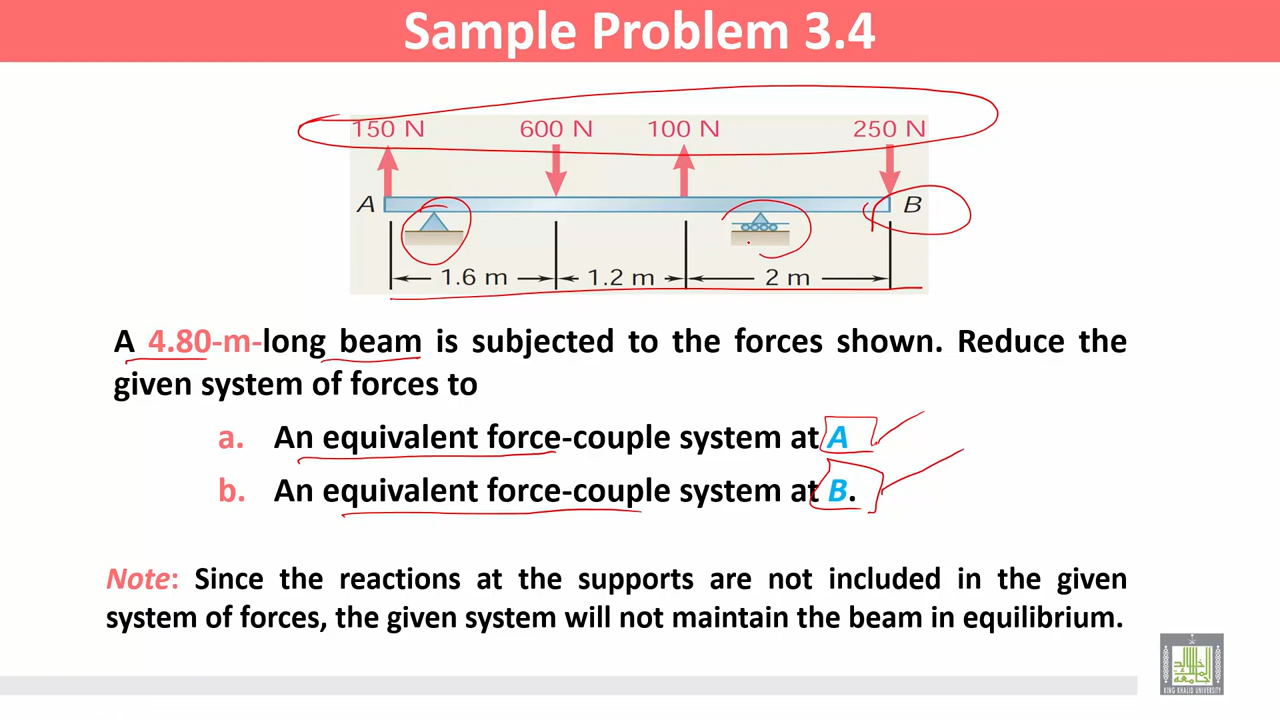 Sample Problem 3.4
150 N 600 N 100 N 250 N
A B
1.6 m 1.2 m 2 m
A 4.80-m-long beam is subjected to the forces shown. Reduce the
given system of forces to
a. An equivalent force-couple system at A
b. An equivalent force-couple system at B.
Note: Since the reactions at the supports are not included in the given
system of forces, the given system will not maintain the beam in equilibrium.
KING KHALID UNIVERSITY